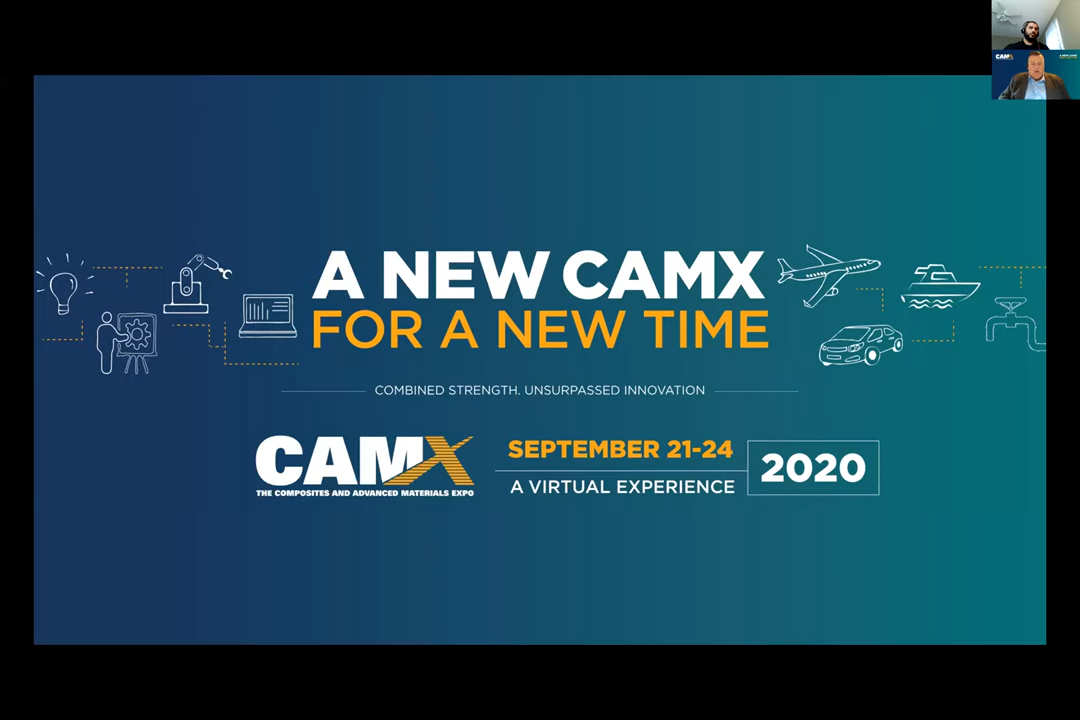 A NEW CAMX
FOR A NEW TIME
COMBINED STRENGTH. UNSURPASSED INNOVATION
CAMX
THE COMPOSITES AND ADVANCED MATERIALS EXPO
SEPTEMBER 21-24
A VIRTUAL EXPERIENCE
2020
CAMX